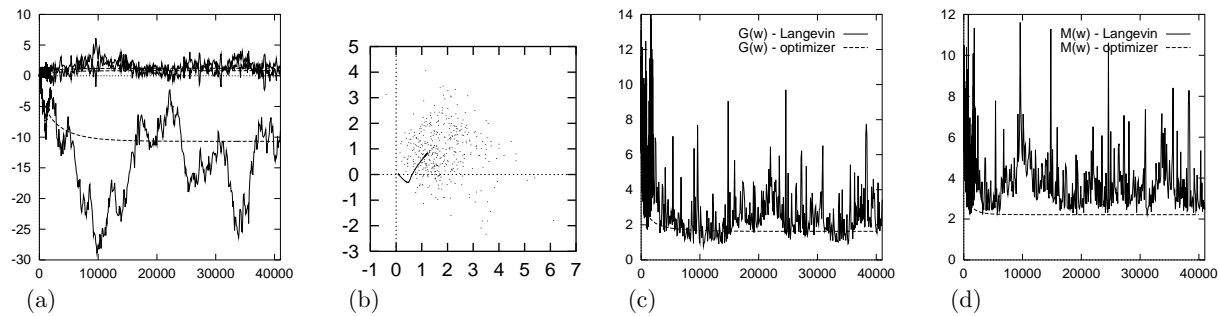 10
5
0
-5
-10
-15
-20
-25
-30
0 10000 20000 30000 40000
(a)
5
4
3
2
1
0
-1
-2
-3
-1 0 1 2 3 4 5 6 7
(b)
14
12
10
8
6
4
2
0
0 10000 20000 30000 40000
G(w) - Langevin
G(w) - optimizer
(c)
14
12
10
8
6
4
2
0
0 10000 20000 30000 40000
M(w) - Langevin
M(w) - optimizer
(d)